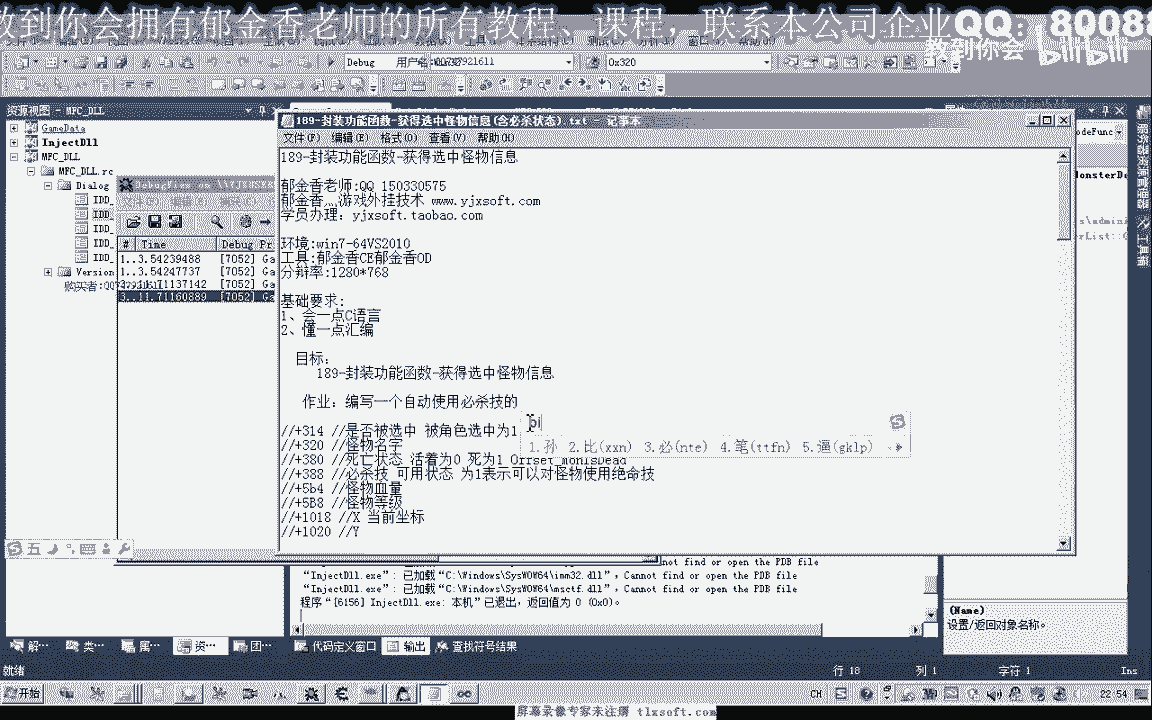 教到你会拥有郁金香老师的所有教程、课程，联系本公司企业QQ：80088
教到你会 bilibili
Debug
用户名:QQ797921611
0x320
资源视图 - MFC_DLL
GameData
InjectDll
MFC_DLL
MFC_DLL.rc
Dialog
IDD_
IDD_
IDD_
IDD_
IDD_
Version
DebugView on \\YJX
# Time Debug Pr
1..3.54239488 [7052] Ga
1..3.54247737 [7052] Ga
[7052] Ga
3..11.71160889 [7052] Ga
189-封装功能函数-获得选中怪物信息(含必杀状态).txt - 记事本
文件(F) 编辑(E) 格式(O) 查看(V) 帮助(H)
189-封装功能函数-获得选中怪物信息
郁金香老师:QQ 150330575
郁金香灬游戏外挂技术 www.yjxsoft.com
学员办理：yjxsoft.taobao.com
环境:win7-64VS2010
工具:郁金香CE郁金香OD
分辩率:1280*768
基础要求:
1、会一点C语言
2、懂一点汇编
目标:
189-封装功能函数-获得选中怪物信息
作业: 编写一个自动使用必杀技的
bi
1.孙 2.比(xxn) 3.必(nte) 4.笔(ttfn) 5.逼(gklp)
//+314 //是否被选中 被角色选中为1
//+320 //怪物名字
//+380 //死亡状态 活着为0 死为1 Offset_MonIsDead
//+388 //必杀技 可用状态 为1表示可以对怪物使用绝命技
//+5b4 //怪物血量
//+5B8 //怪物等级
//+1018 //X 当前坐标
//+1020 //Y
odeFunc
onsterDa
服务器资源管理器
工具箱
五
not find or open the PDB file
“InjectDll.exe”: 已加载“C:\Windows\SysWOW64\imm32.dll”, Cannot find or open the PDB file
“InjectDll.exe”: 已加载“C:\Windows\SysWOW64\msctf.dll”, Cannot find or open the PDB file
程序“[6156] InjectDll.exe: 本机”已退出，返回值为 0 (0x0)。
(Name)
设置/返回对象名称。
解… 类… 属… 资… 团…
代码定义窗口 输出 查找符号结果
就绪
行 18 列 1 字符 1 Ins
开始
CH
22:54
屏幕录像专家未注册 tlxsoft.com